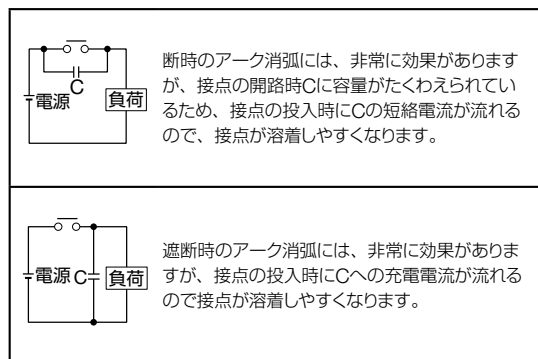 電源
C
負荷
断時のアーク消弧には、非常に効果があります
が、接点の開路時Cに容量がたくわえられてい
るため、接点の投入時にCの短絡電流が流れる
ので、接点が溶着しやすくなります。
電源
C
負荷
遮断時のアーク消弧には、非常に効果がありま
すが、接点の投入時にCへの充電電流が流れる
ので接点が溶着しやすくなります。